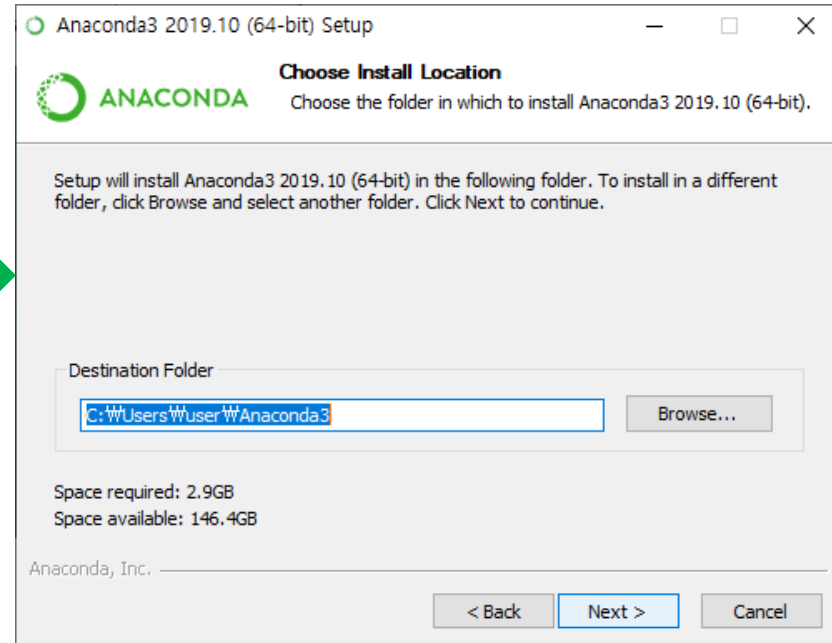 Anaconda3 2019.10 (64-bit) Setup
ANACONDA
Choose Install Location
Choose the folder in which to install Anaconda3 2019.10 (64-bit).
Setup will install Anaconda3 2019.10 (64-bit) in the following folder. To install in a different
folder, click Browse and select another folder. Click Next to continue.
Destination Folder
C:₩Users₩user₩Anaconda3
Browse...
Space required: 2.9GB
Space available: 146.4GB
Anaconda, Inc.
< Back
Next >
Cancel